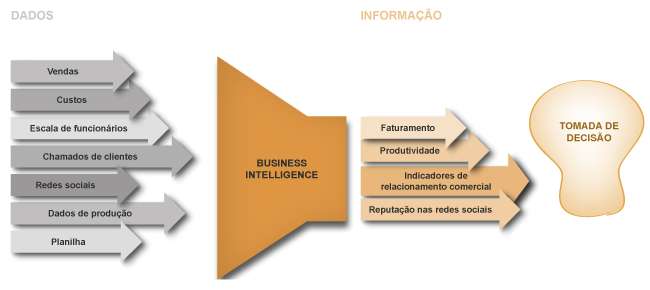 DADOS
INFORMAÇÃO
Vendas
Custos
Escala de funcionários
Chamados de clientes
Redes sociais
Dados de produção
Planilha
BUSINESS
INTELLIGENCE
Faturamento
Produtividade
Indicadores de
relacionamento comercial
Reputação nas redes sociais
TOMADA DE
DECISÃO